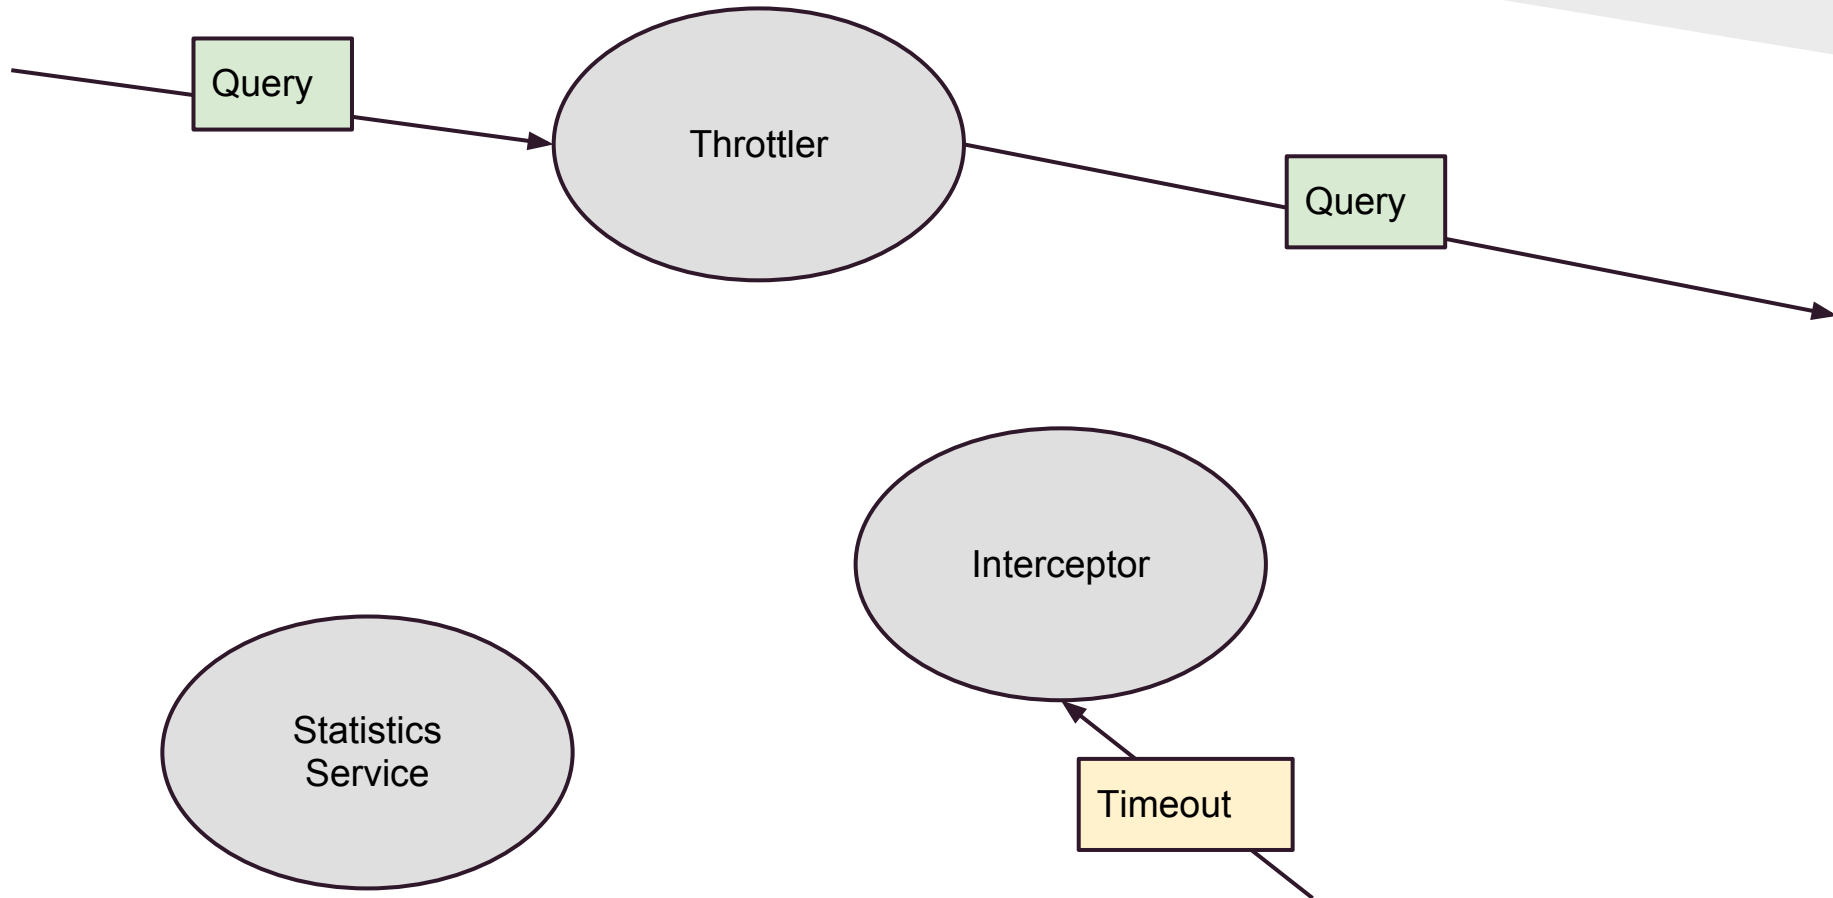 Query
Throttler
Query
Interceptor
Statistics
Service
Timeout